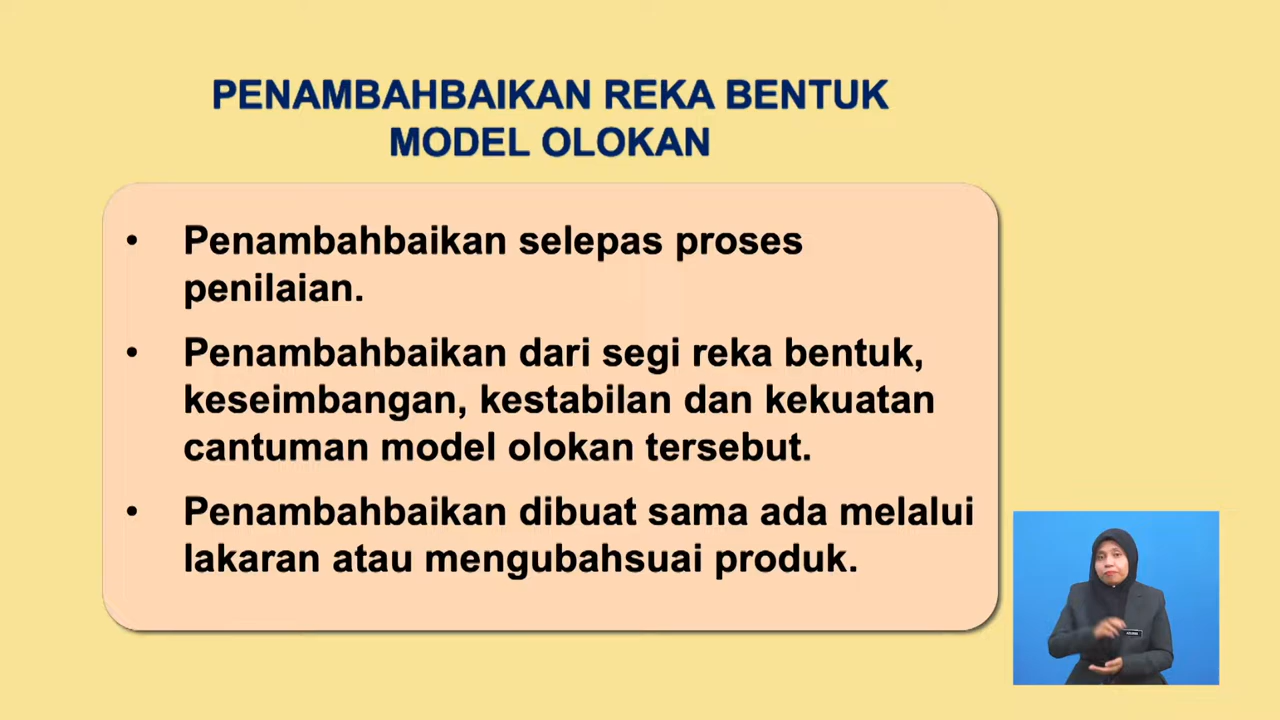 PENAMBAHBAIKAN REKA BENTUK
MODEL OLOKAN
• Penambahbaikan selepas proses
penilaian.
• Penambahbaikan dari segi reka bentuk,
keseimbangan, kestabilan dan kekuatan
cantuman model olokan tersebut.
• Penambahbaikan dibuat sama ada melalui
lakaran atau mengubahsuai produk.